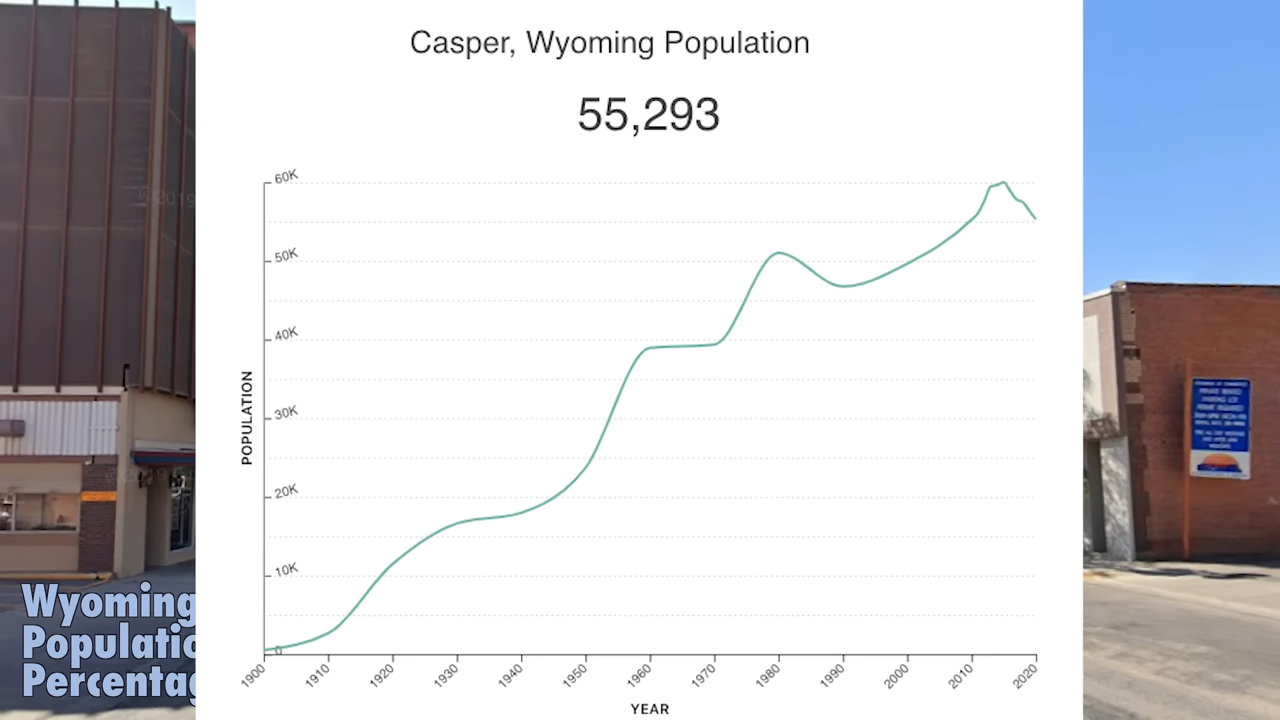 Casper, Wyoming Population
55,293
60K
50K
40K
30K
20K
10K
0
POPULATION
1900
1910
1920
1930
1940
1950
1960
1970
1980
1990
2000
2010
2020
YEAR
Wyoming
Populatio
Percentag
© 2019